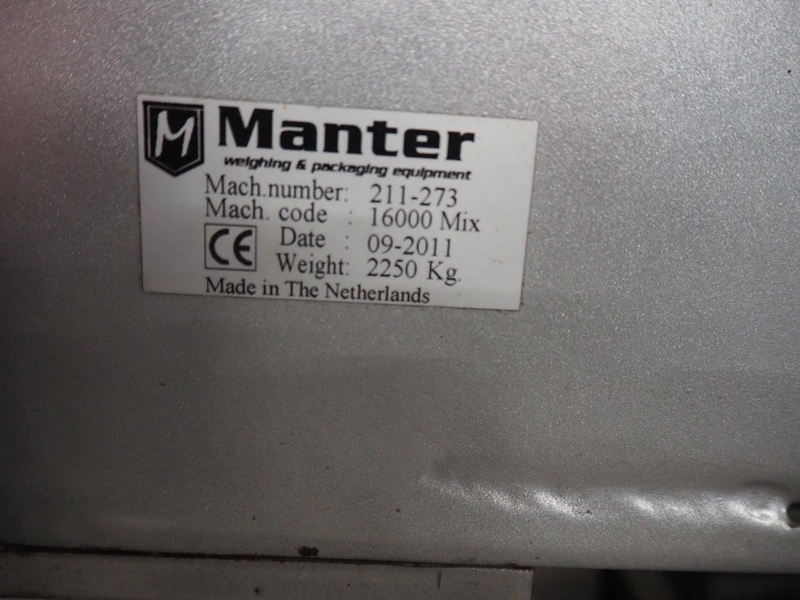 M Manter
weighing & packaging equipment
Mach.number: 211-273
Mach. code : 16000 Mix
CE Date : 09-2011
Weight: 2250 Kg.
Made in The Netherlands